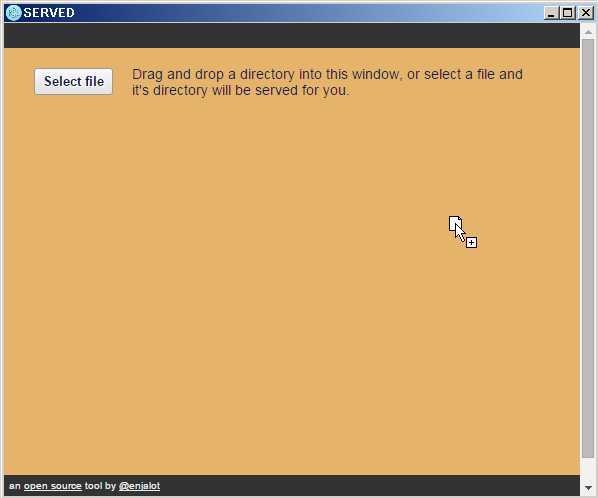 SERVED
Select file
Drag and drop a directory into this window, or select a file and
it's directory will be served for you.
an open source tool by @enjalot